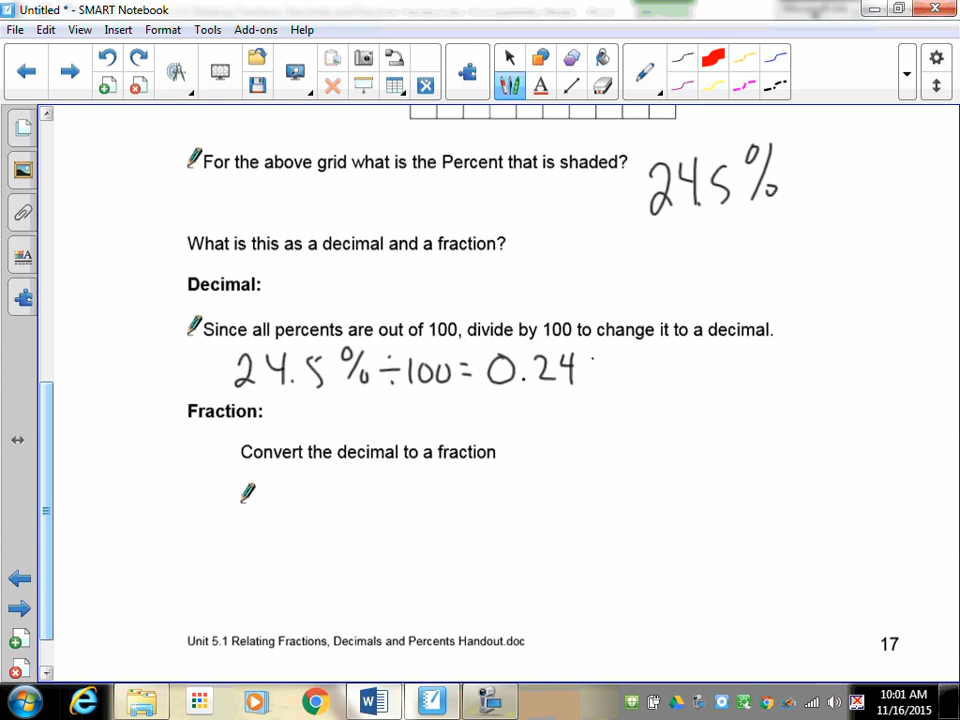 Untitled * - SMART Notebook
File Edit View Insert Format Tools Add-ons Help
For the above grid what is the Percent that is shaded? 24.5 %
What is this as a decimal and a fraction?
Decimal:
Since all percents are out of 100, divide by 100 to change it to a decimal.
24.5 % ÷ 100 = 0.24
Fraction:
Convert the decimal to a fraction
Unit 5.1 Relating Fractions, Decimals and Percents Handout.doc
17
10:01 AM
11/16/2015